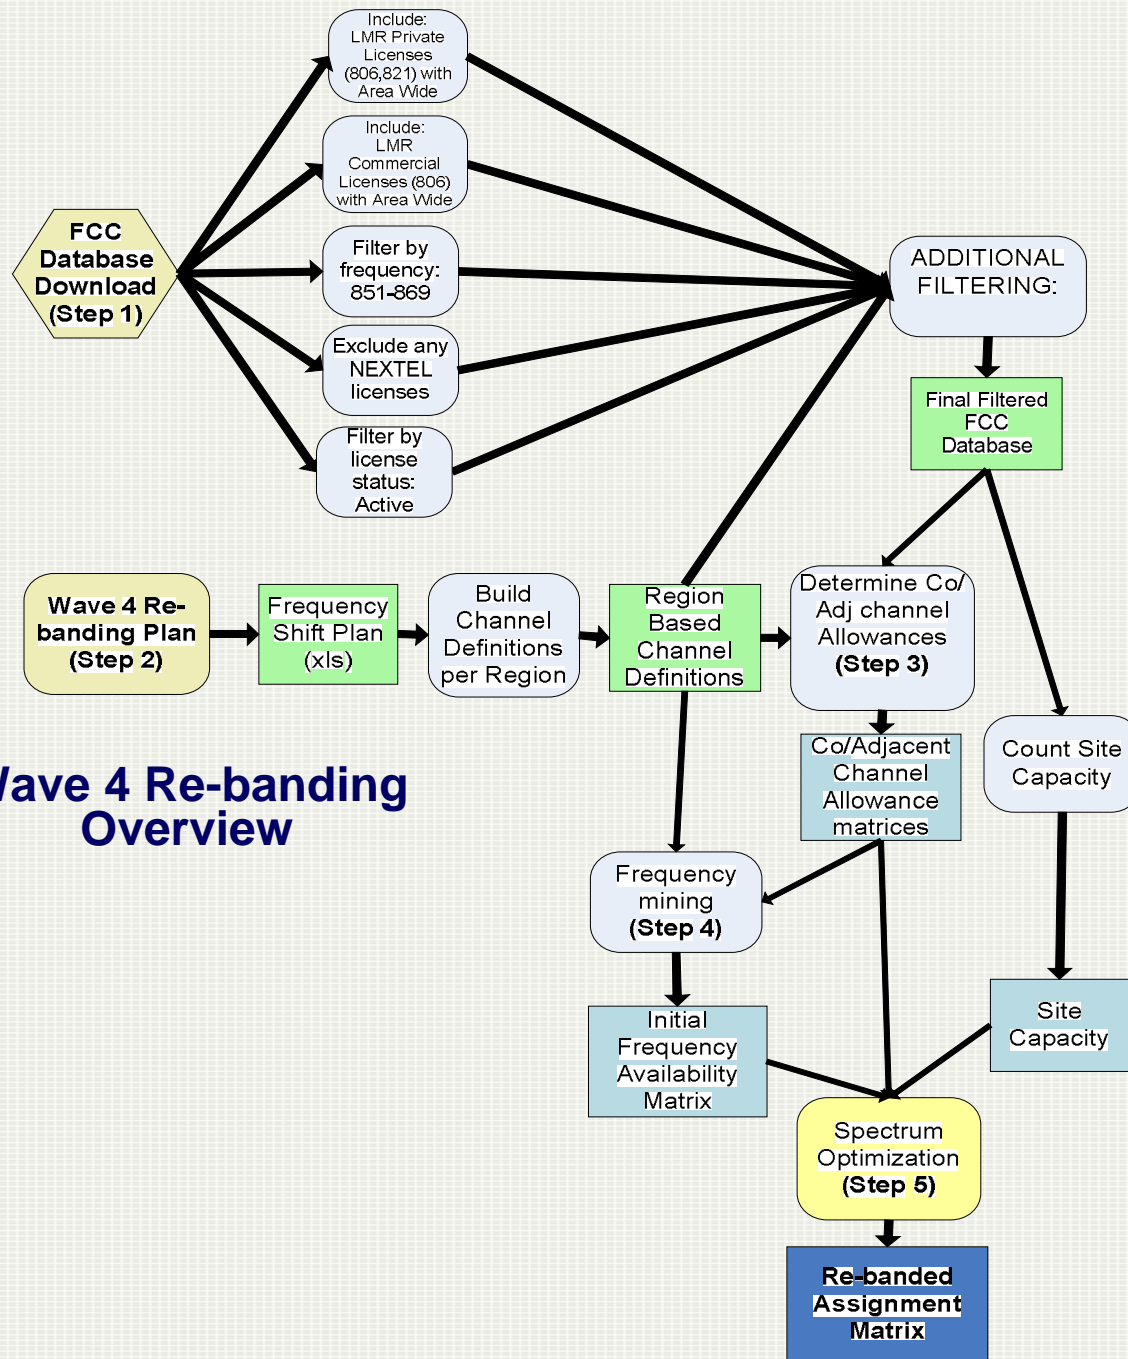 Include:
LMR Private
Licenses
(806,821) with
Area Wide
Include:
LMR
Commercial
Licenses (806)
with Area Wide
FCC
Database
Download
(Step 1)
Filter by
frequency:
851-869
ADDITIONAL
FILTERING:
Exclude any
NEXTEL
licenses
Final Filtered
FCC
Database
Filter by
license
status:
Active
Wave 4 Re-
banding Plan
(Step 2)
Frequency
Shift Plan
(xls)
Build
Channel
Definitions
per Region
Region
Based
Channel
Definitions
Determine Co/
Adj channel
Allowances
(Step 3)
Co/Adjacent
Channel
Allowance
matrices
Count Site
Capacity
Wave 4 Re-banding
Overview
Frequency
mining
(Step 4)
Initial
Frequency
Availability
Matrix
Site
Capacity
Spectrum
Optimization
(Step 5)
Re-banded
Assignment
Matrix